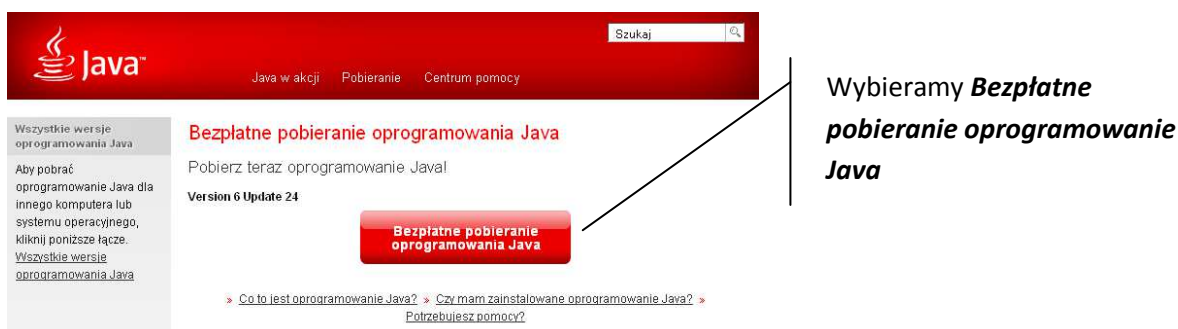 Java™
Szukaj
Java w akcji Pobieranie Centrum pomocy
Wszystkie wersje
oprogramowania Java
Aby pobrać
oprogramowanie Java dla
innego komputera lub
systemu operacyjnego,
kliknij poniższe łącze.
Wszystkie wersje
oprogramowania Java
Bezpłatne pobieranie oprogramowania Java
Pobierz teraz oprogramowanie Java!
Version 6 Update 24
Bezpłatne pobieranie
oprogramowania Java
» Co to jest oprogramowanie Java? » Czy mam zainstalowane oprogramowanie Java? »
Potrzebujesz pomocy?
Wybieramy Bezpłatne
pobieranie oprogramowanie
Java